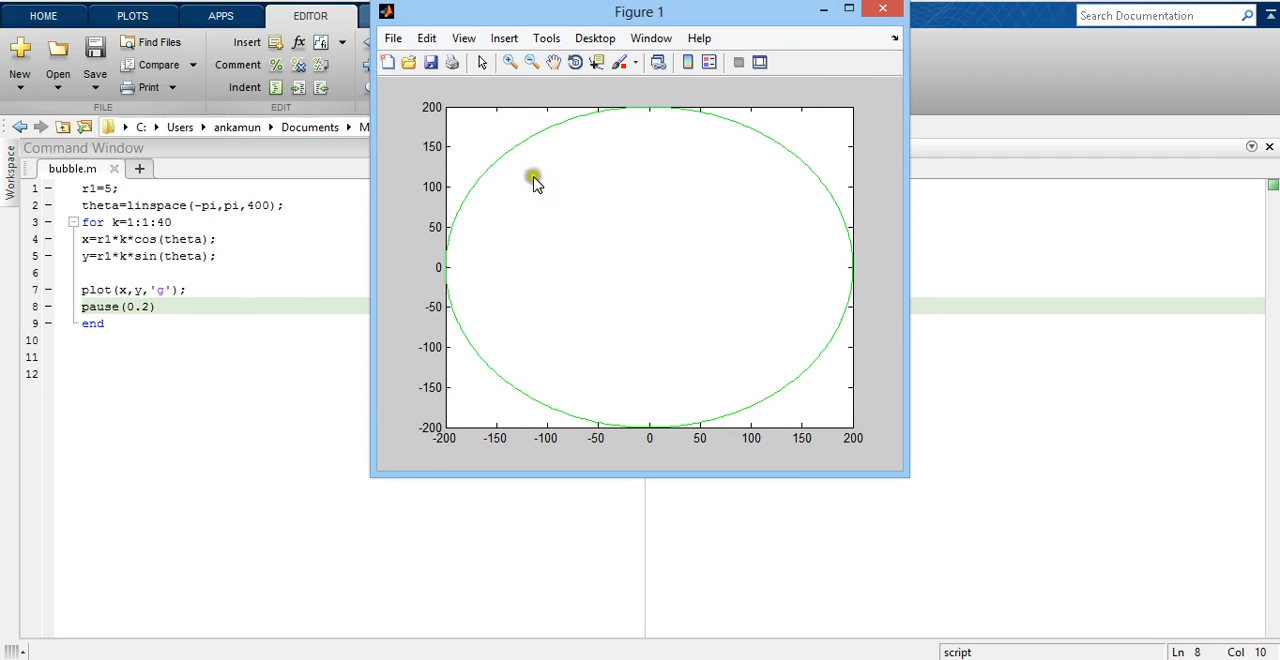 HOME PLOTS APPS EDITOR
Figure 1
Search Documentation
File Edit View Insert Tools Desktop Window Help
New Open Save
Find Files
Compare
Print
FILE
Insert fx
Comment
Indent
EDIT
C: Users ankamun Documents M
Command Window
Workspace
bubble.m
1 r1=5;
2 theta=linspace(-pi,pi,400);
3 for k=1:1:40
4 x=r1*k*cos(theta);
5 y=r1*k*sin(theta);
6
7 plot(x,y,'g');
8 pause(0.2)
9 end
10
11
12
200
150
100
50
0
-50
-100
-150
-200
-200 -150 -100 -50 0 50 100 150 200
script
Ln 8 Col 10